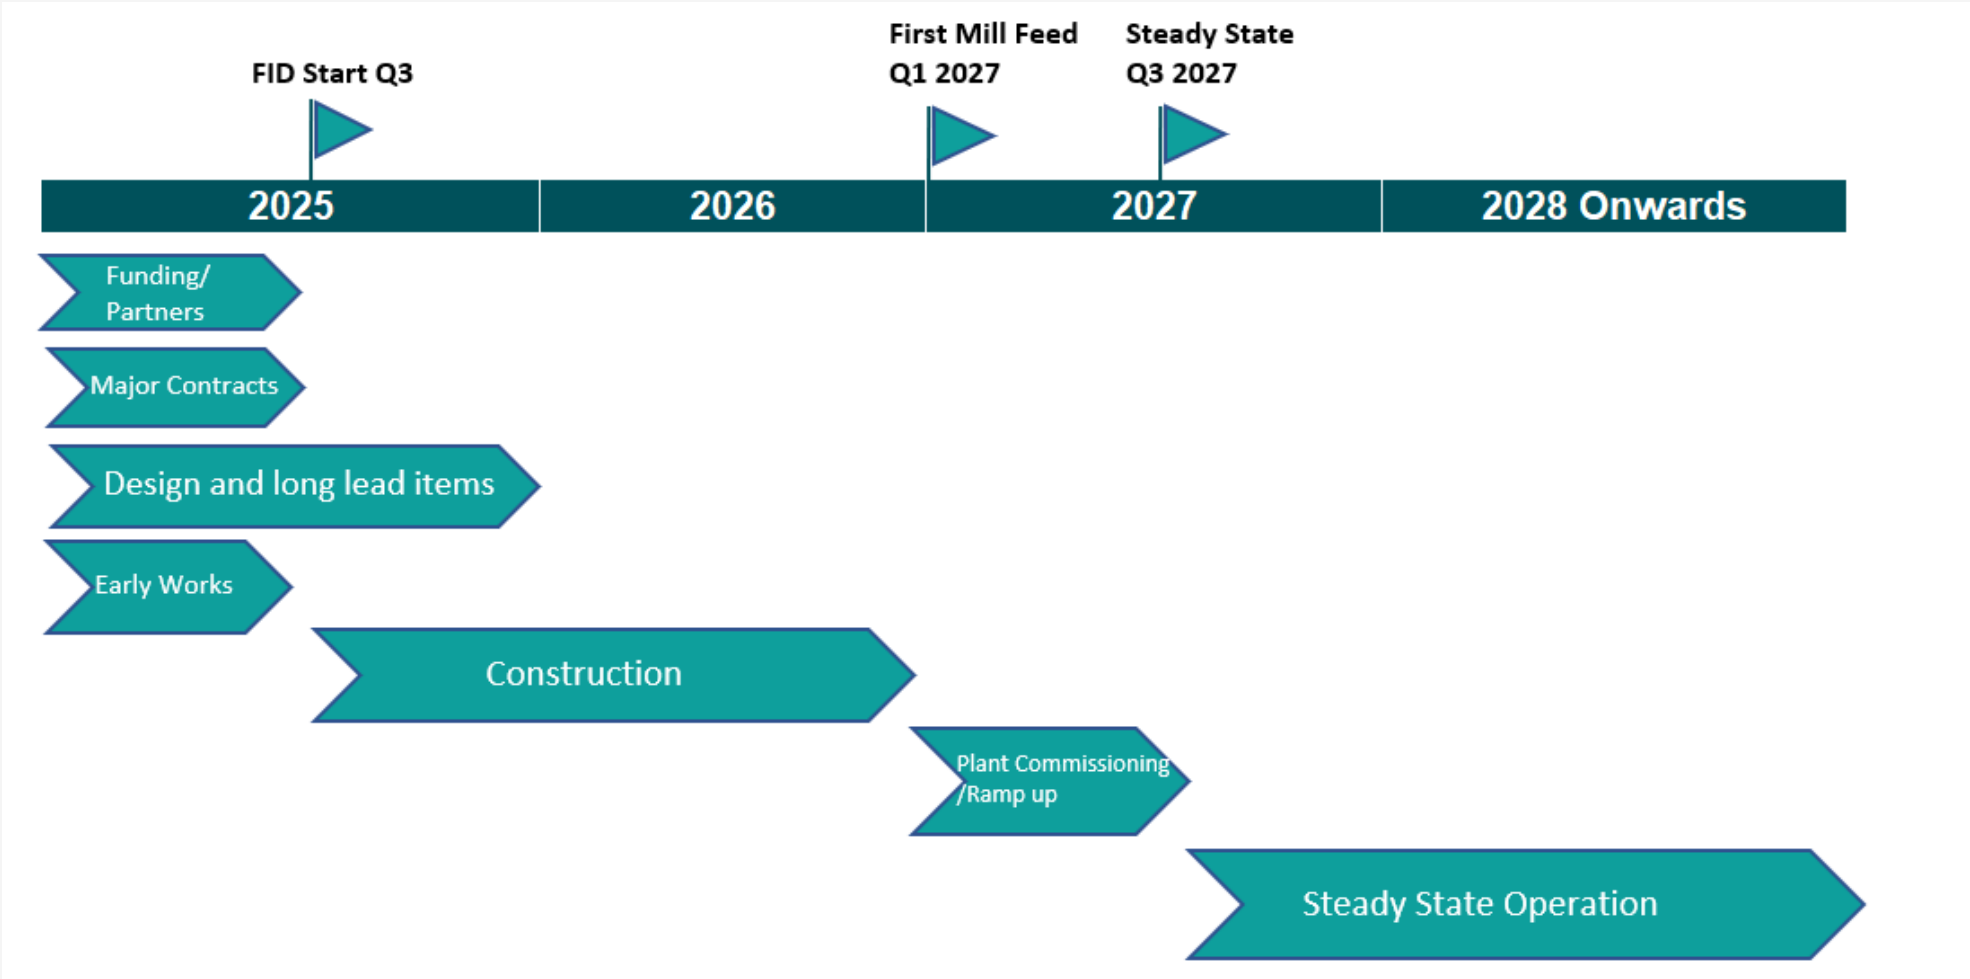 FID Start Q3
First Mill Feed
Q1 2027
Steady State
Q3 2027
2025
2026
2027
2028 Onwards
Funding/
Partners
Major Contracts
Design and long lead items
Early Works
Construction
Plant Commissioning
/Ramp up
Steady State Operation